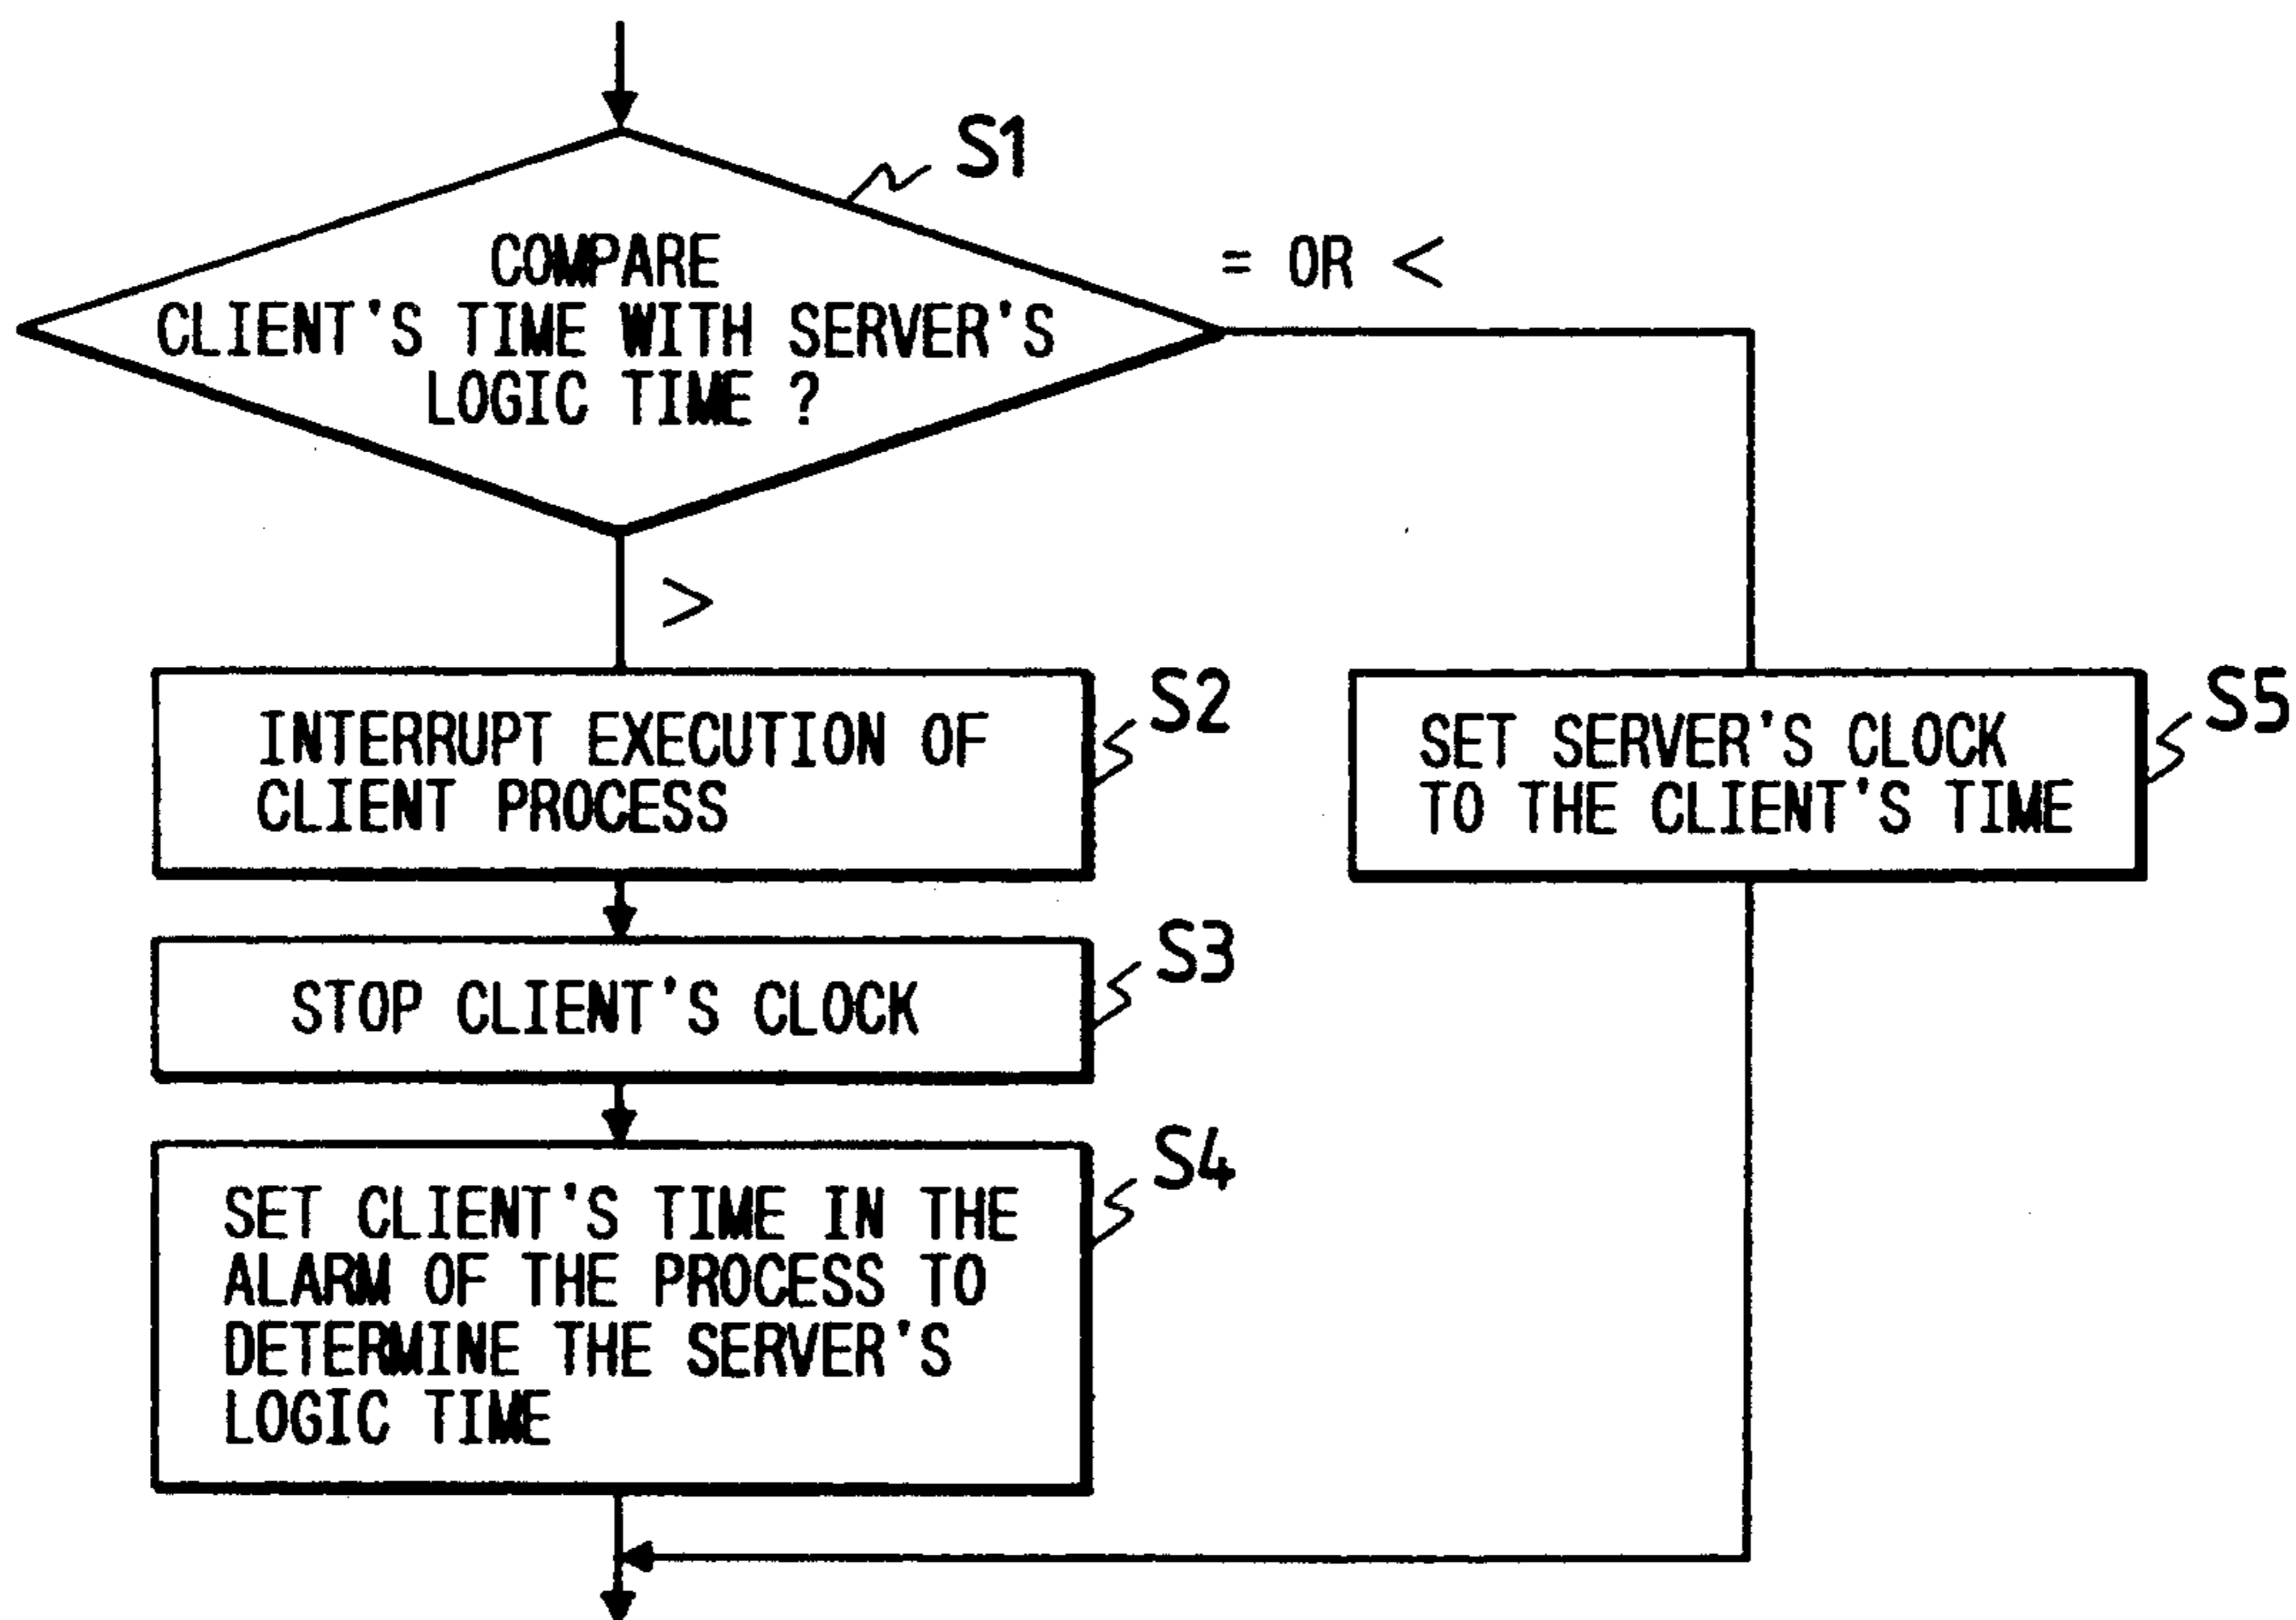 S1
COMPARE
CLIENT'S TIME WITH SERVER'S
LOGIC TIME ?
= OR <
>
S2
INTERRUPT EXECUTION OF
CLIENT PROCESS
S5
SET SERVER'S CLOCK
TO THE CLIENT'S TIME
S3
STOP CLIENT'S CLOCK
S4
SET CLIENT'S TIME IN THE
ALARM OF THE PROCESS TO
DETERMINE THE SERVER'S
LOGIC TIME